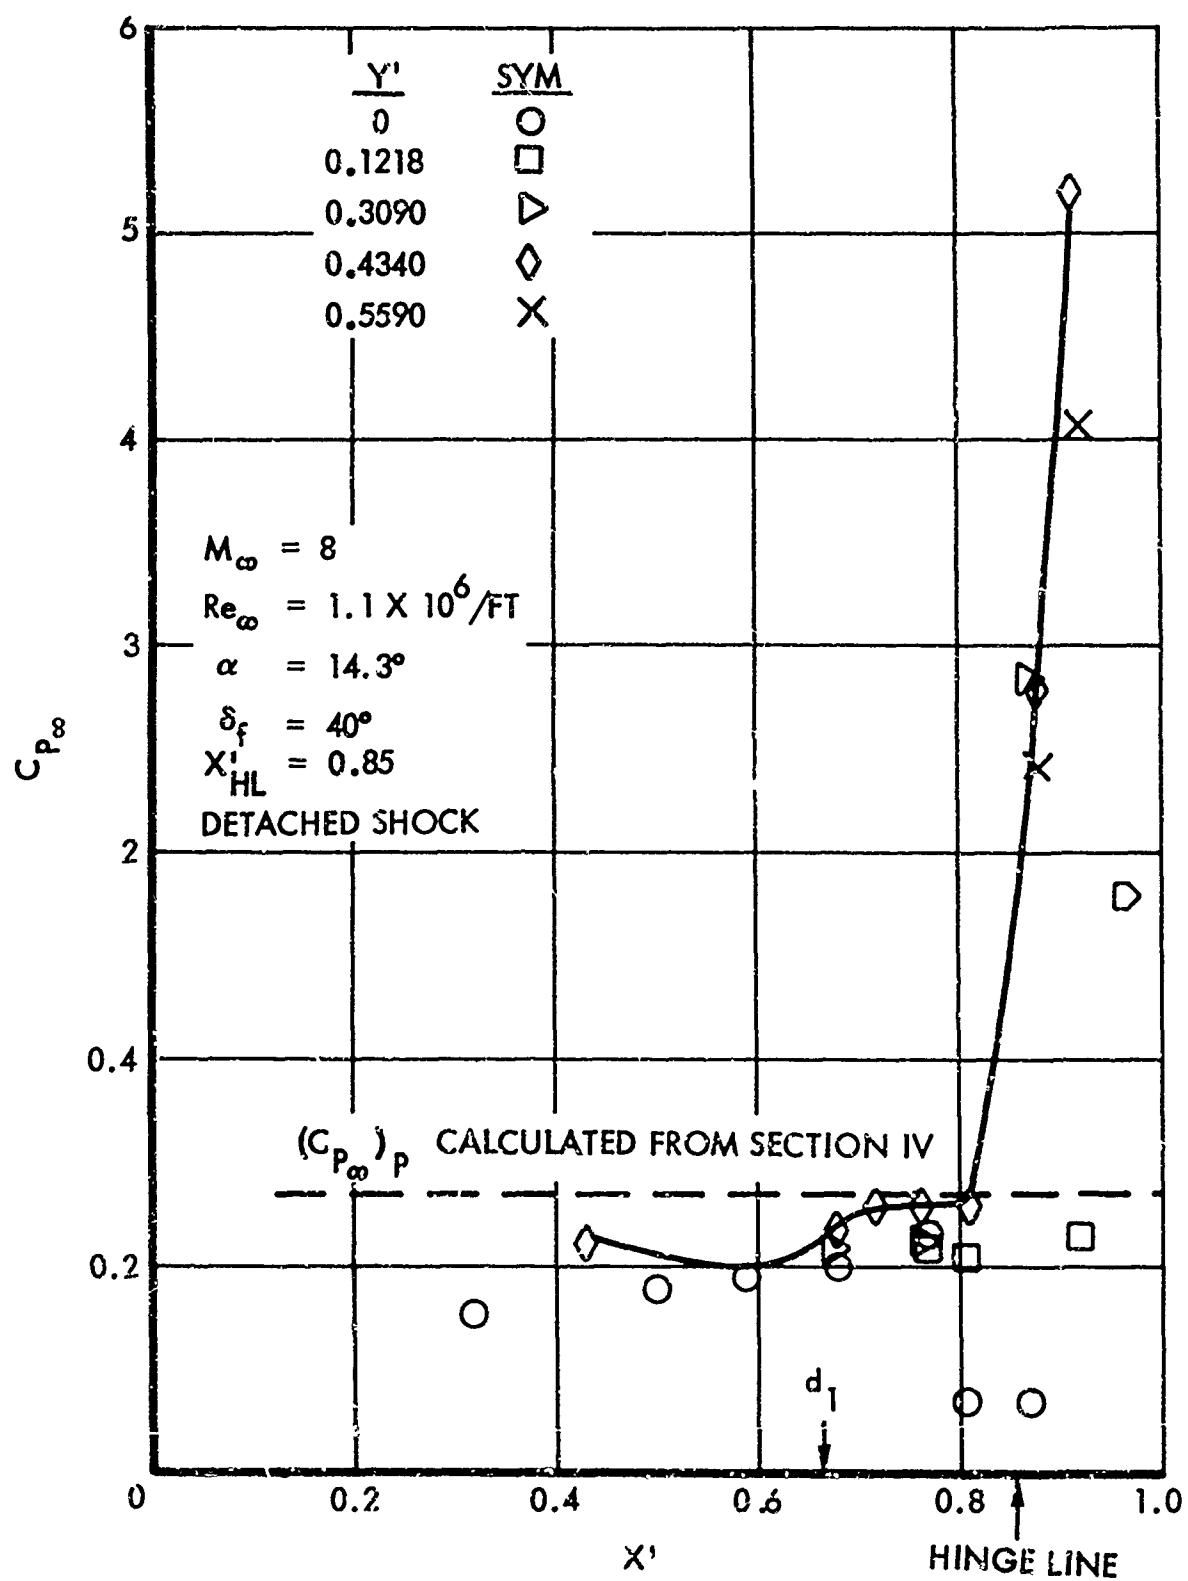 6
5
4
3
2
0.4
0.2
0
0.2
0.4
0.6
0.8
1.0
Y' SYM
0
0.1218
0.3090
0.4340
0.5590
M∞ = 8
Re∞ = 1.1 X 10⁶/FT
α = 14.3°
δf = 40°
X'HL = 0.85
DETACHED SHOCK
Cp∞
(Cp∞)p CALCULATED FROM SECTION IV
d1
X'
HINGE LINE